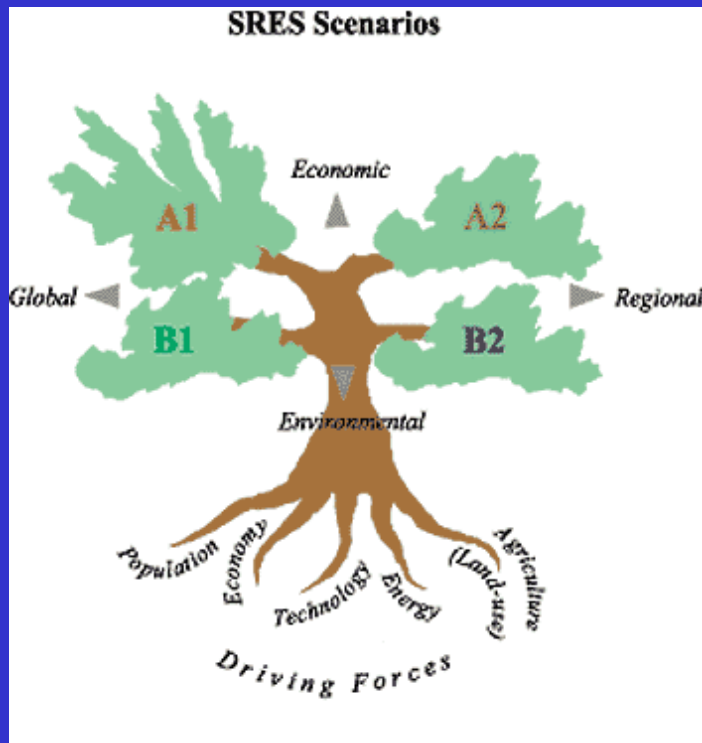 SRES Scenarios
Economic
A1
A2
Global
Regional
B1
B2
Environmental
Population
Economy
Technology
Energy
Agriculture
(Land-use)
Driving Forces